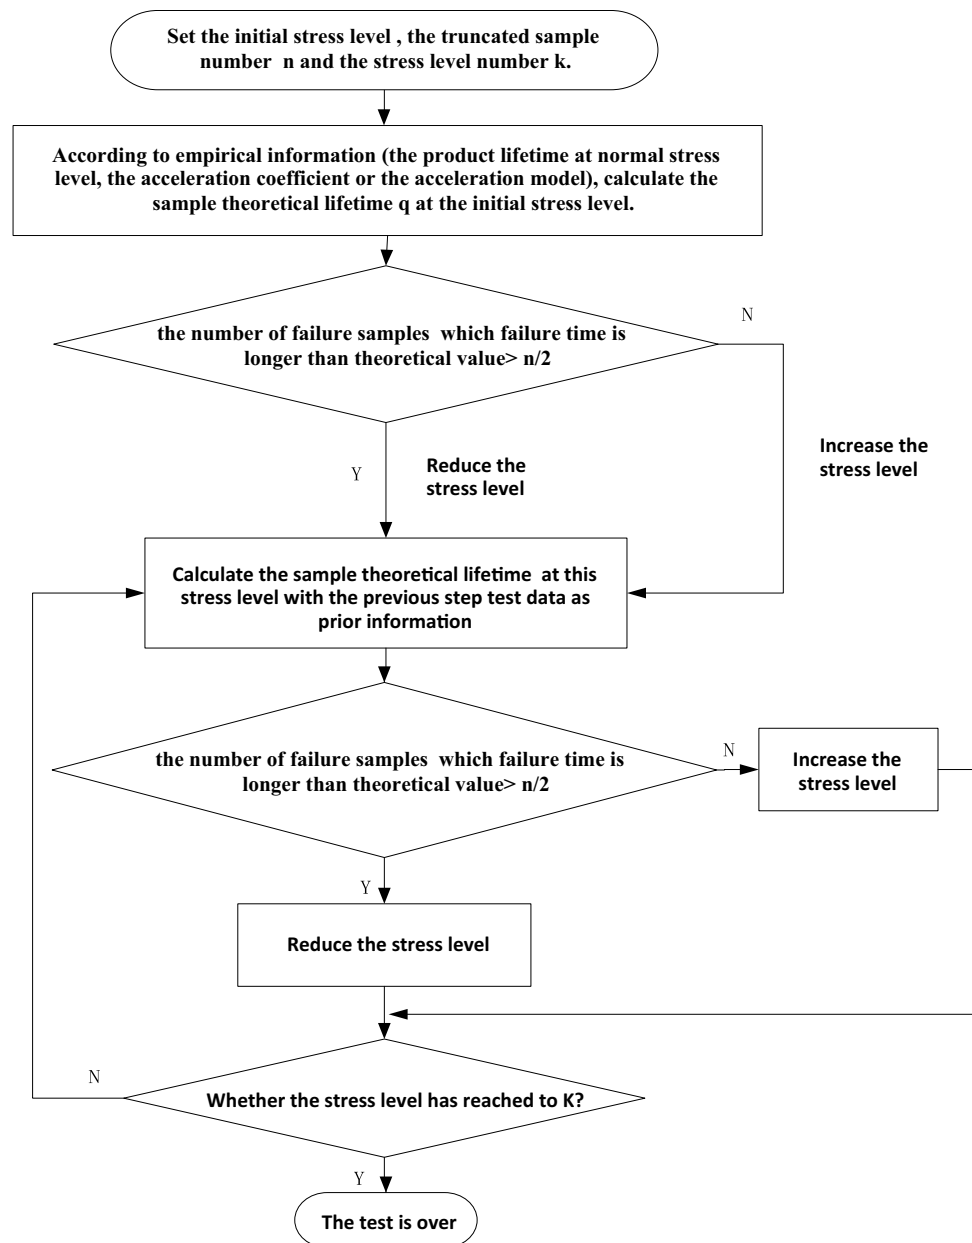 Set the initial stress level , the truncated sample
number n and the stress level number k.
According to empirical information (the product lifetime at normal stress
level, the acceleration coefficient or the acceleration model), calculate the
sample theoretical lifetime q at the initial stress level.
the number of failure samples which failure time is
longer than theoretical value> n/2
N
Y
Reduce the
stress level
Increase the
stress level
Calculate the sample theoretical lifetime at this
stress level with the previous step test data as
prior information
the number of failure samples which failure time is
longer than theoretical value> n/2
N
Increase the
stress level
Y
Reduce the stress level
N
Whether the stress level has reached to K?
Y
The test is over